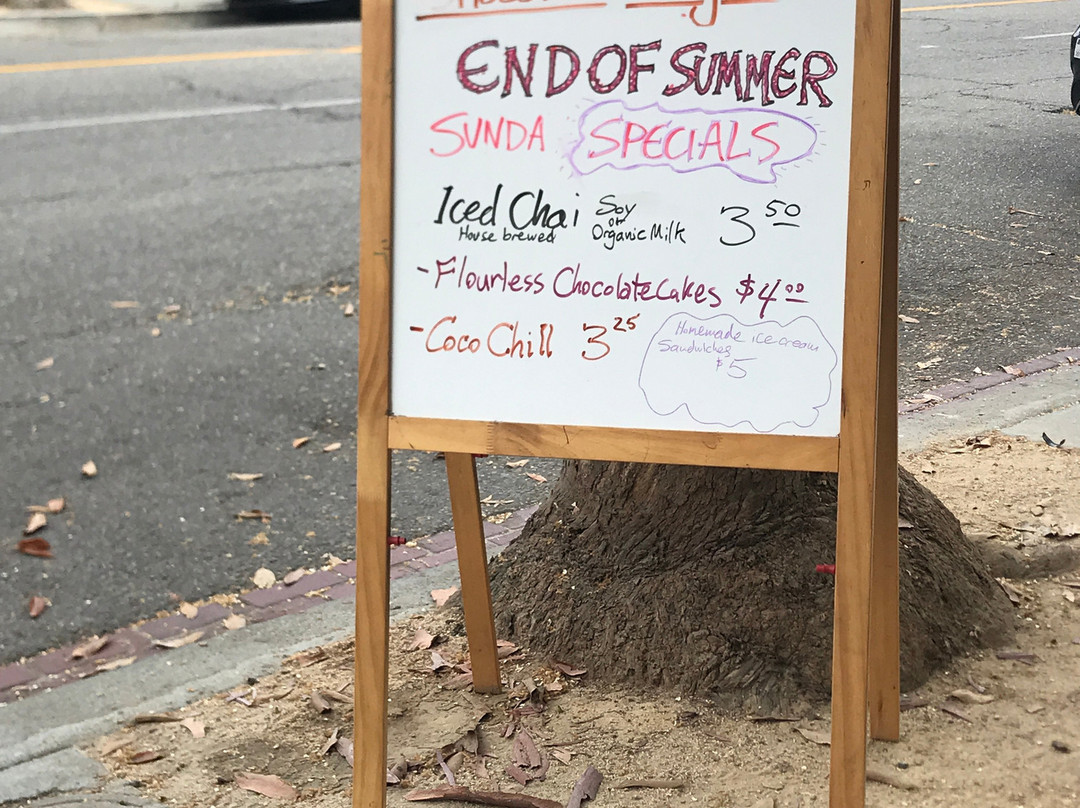 END OF SUMMER
SUNDA SPECIALS
Iced Chai Soy or Organic Milk 3 50
House brewed
- Flourless Chocolate Cakes $4.00
- Coco Chill 3 25
Homemade ice cream
Sandwiches
$5